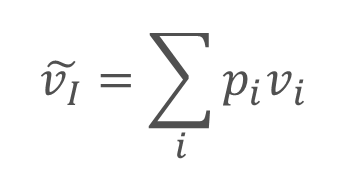 ṽ_I = ∑_i p_i v_i